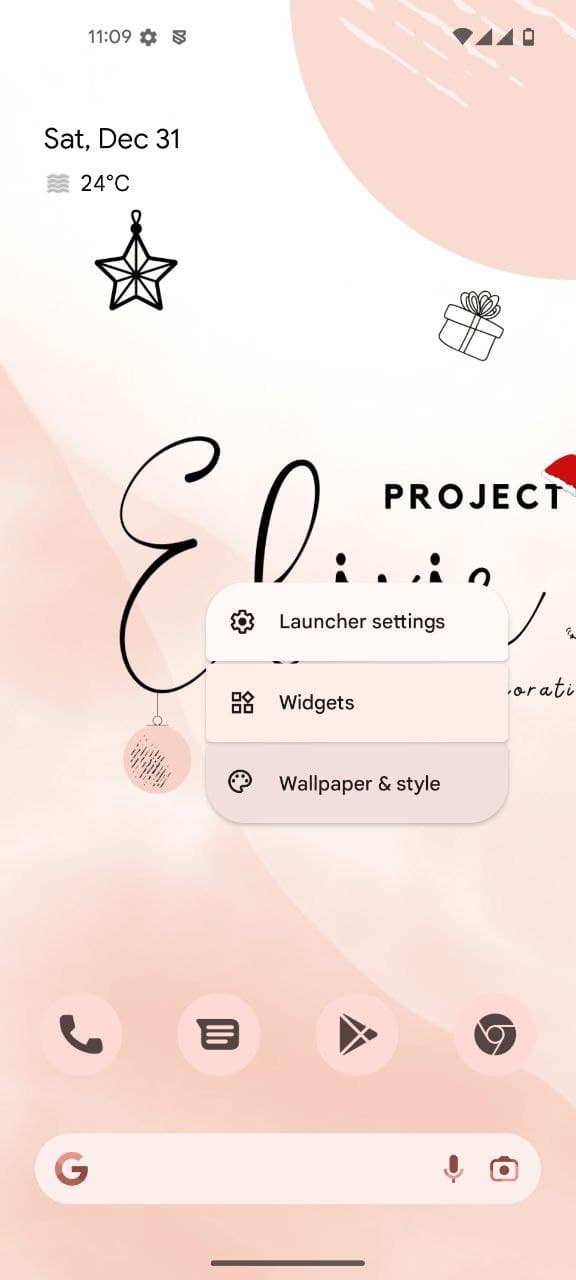 11:09
Sat, Dec 31
24°C
PROJECT
Launcher settings
Widgets
Wallpaper & style
G